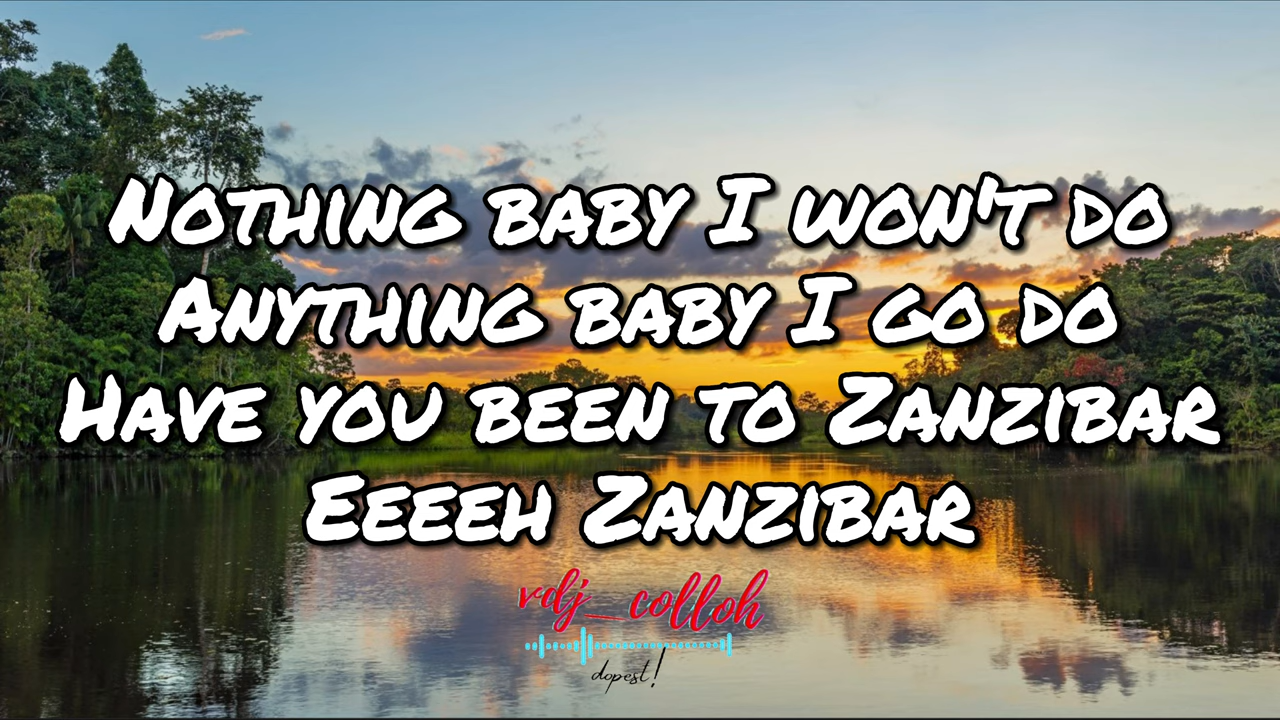 Nothing baby I won't do
Anything baby I go do
Have you been to Zanzibar
Eeeeh Zanzibar
vdj_colloh
dopest!